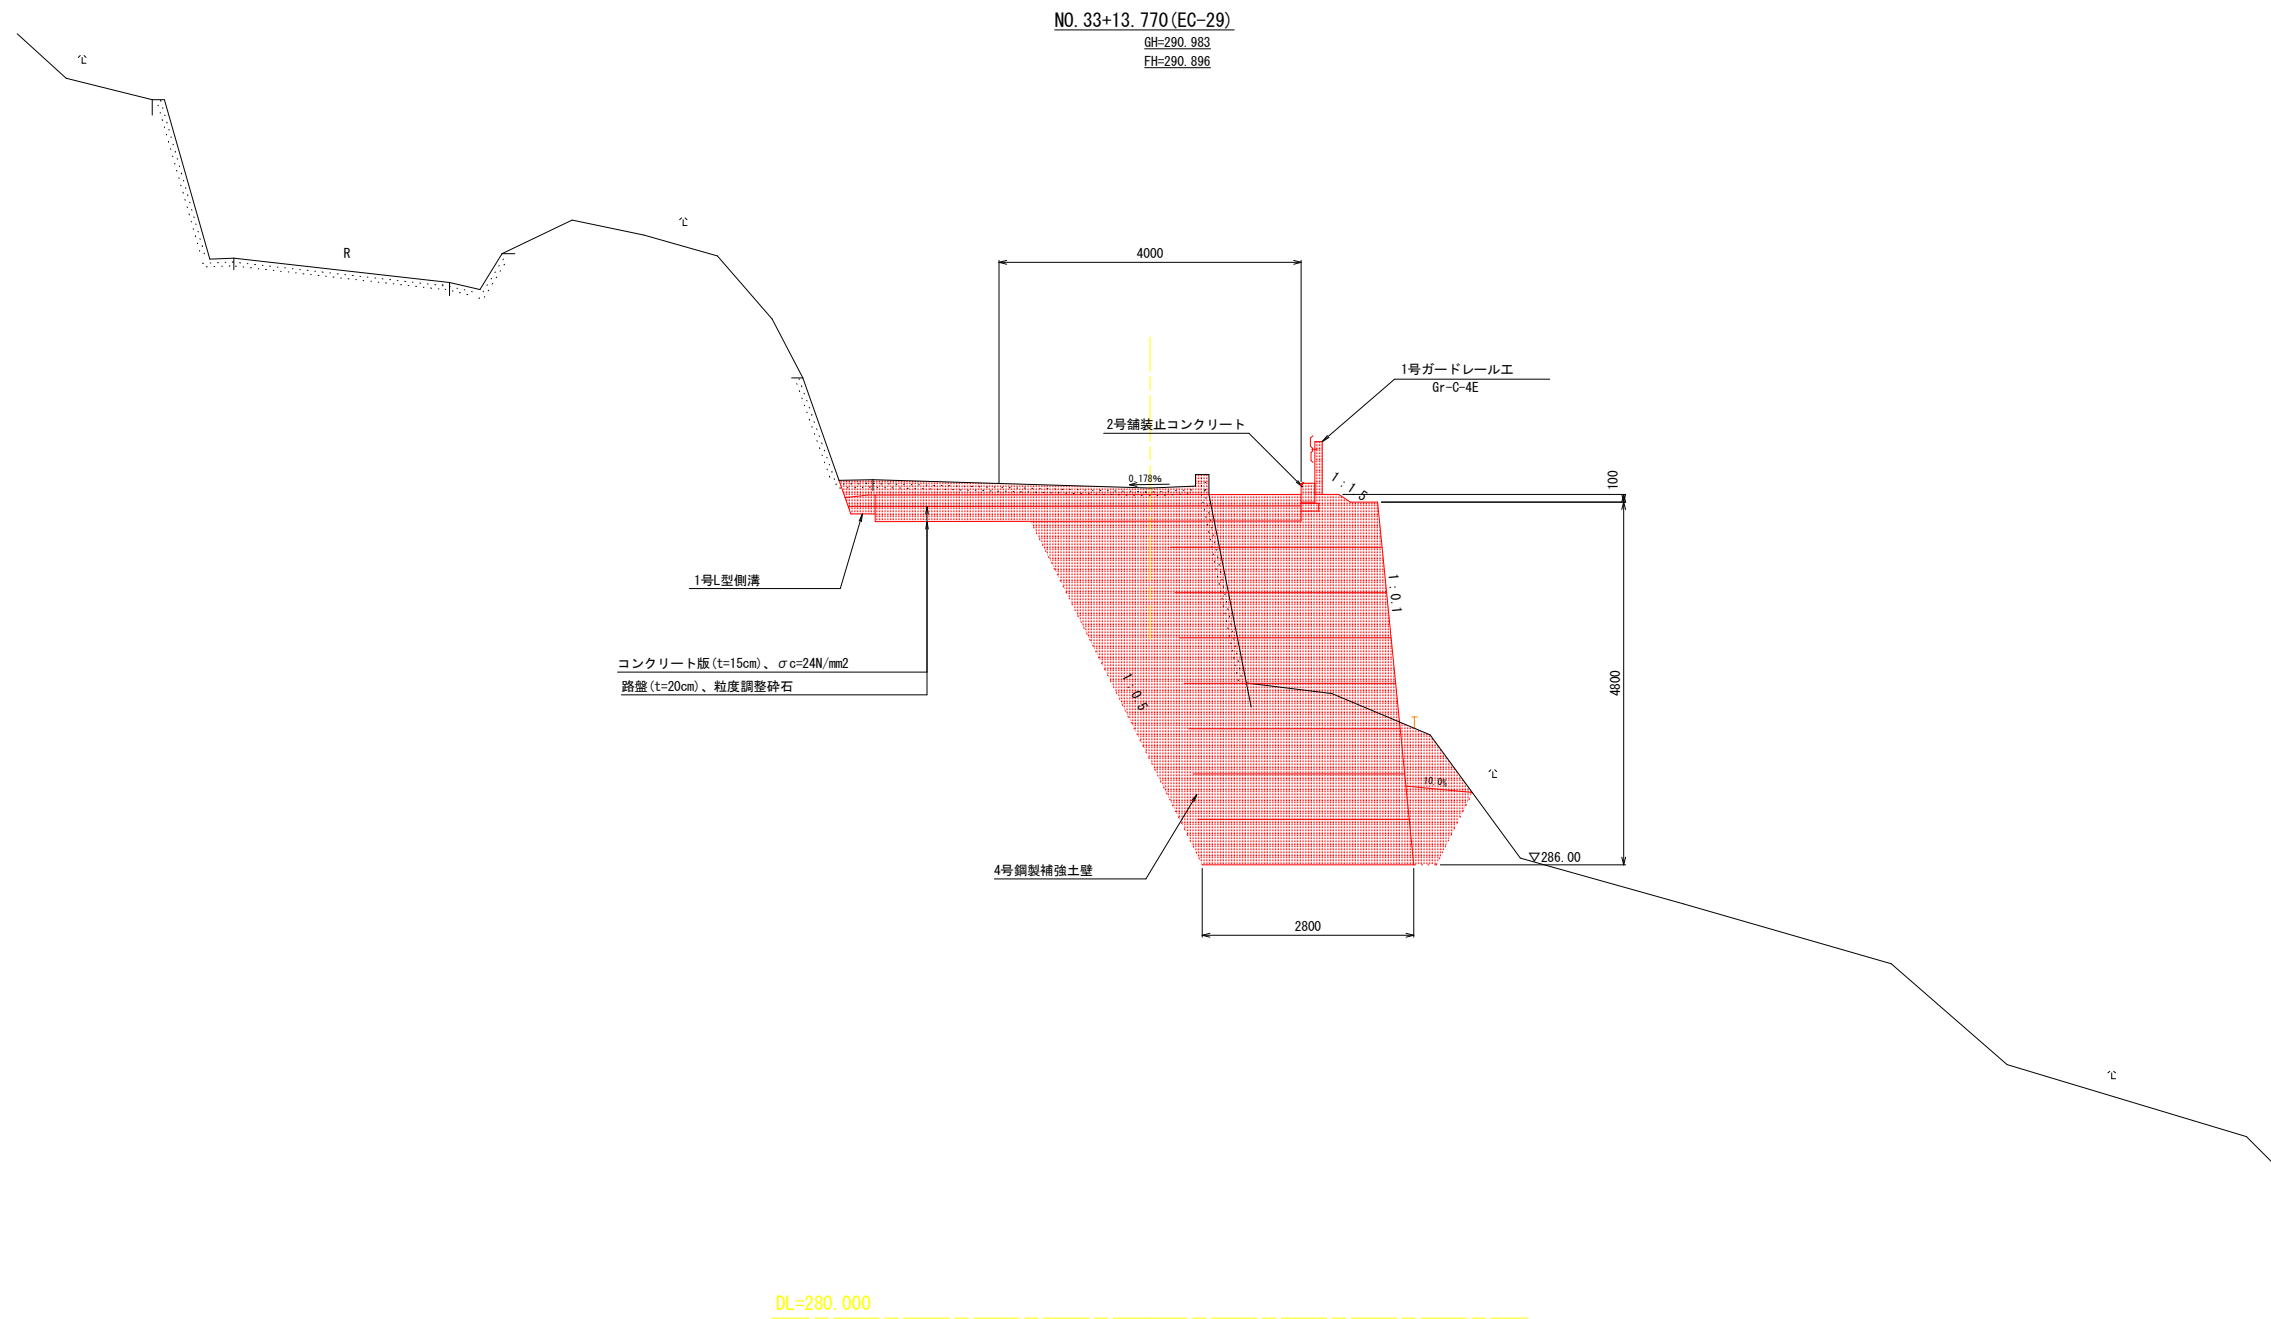 NO.33+13.770(EC-29)
GH=290.983
FH=290.896
R
4000
1号ガードレール工
Gr-C-4E
2号舗装止コンクリート
0.178%
1:1.5
100
1号L型側溝
1:0.1
コンクリート版(t=15cm)、σc=24N/mm2
路盤(t=20cm)、粒度調整砕石
1:0.5
4800
10.0%
▽286.00
4号鋼製補強土壁
2800
DL=280.000